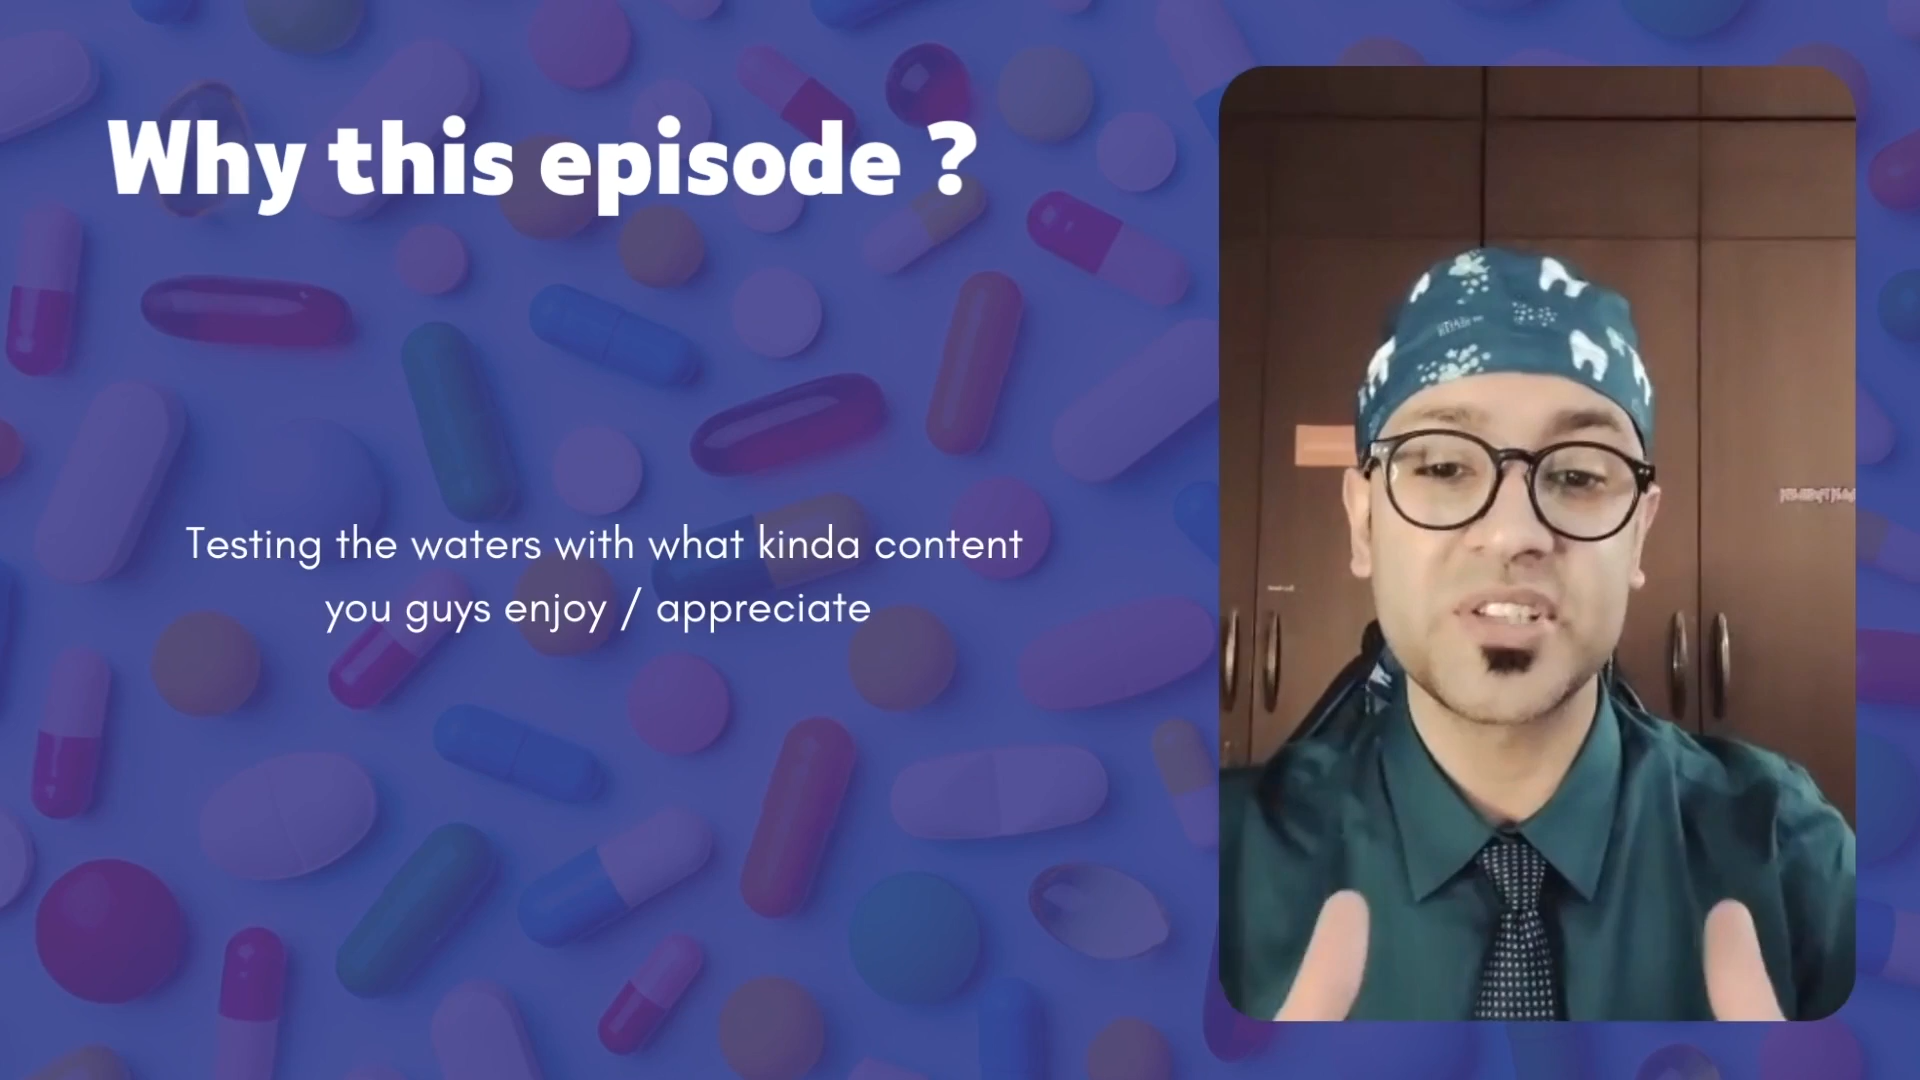 Why this episode ?
Testing the waters with what kinda content
you guys enjoy / appreciate